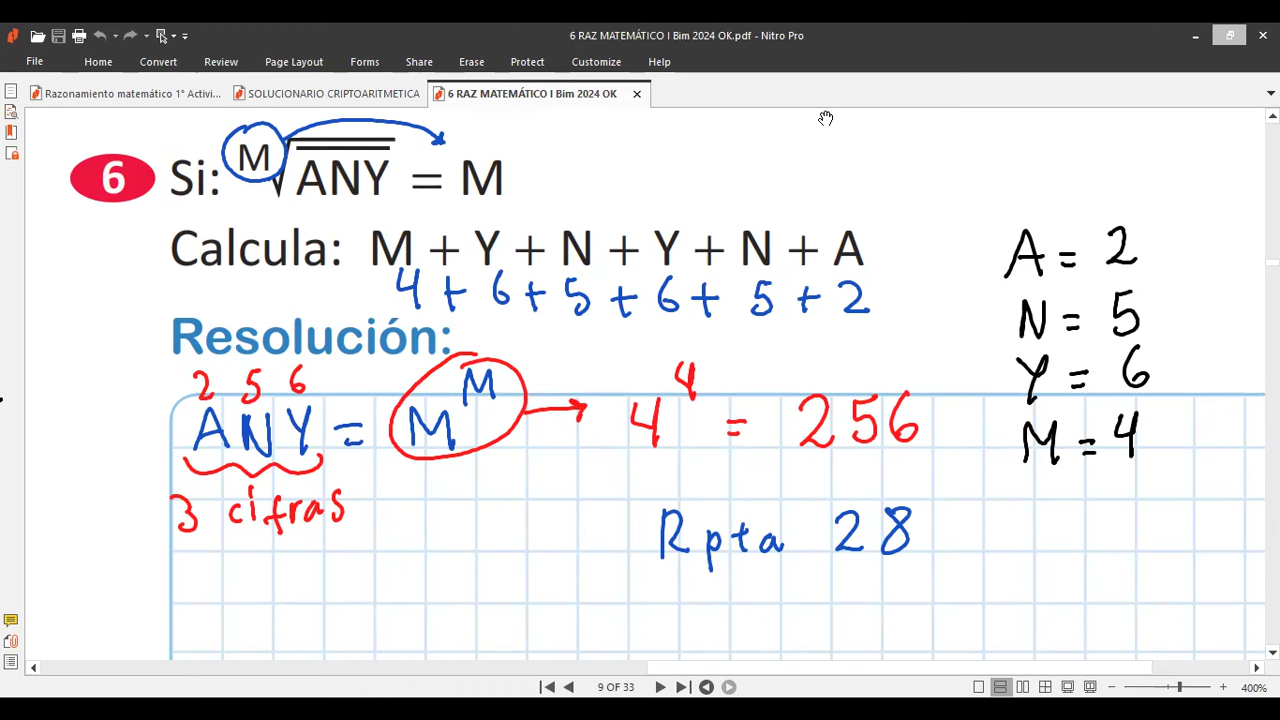 6 RAZ MATEMÁTICO I Bim 2024 OK.pdf - Nitro Pro
File Home Convert Review Page Layout Forms Share Erase Protect Customize Help
Razonamiento matemático 1° Activi... SOLUCIONARIO CRIPTOARITMETICA 6 RAZ MATEMÁTICO I Bim 2024 OK
6 Si: M√ANY = M
Calcula: M + Y + N + Y + N + A
4 + 6 + 5 + 6 + 5 + 2
A = 2
N = 5
Y = 6
M = 4
Resolución:
2 5 6
ANY = M^M → 4^4 = 256
3 cifras
Rpta 28
9 OF 33
400%